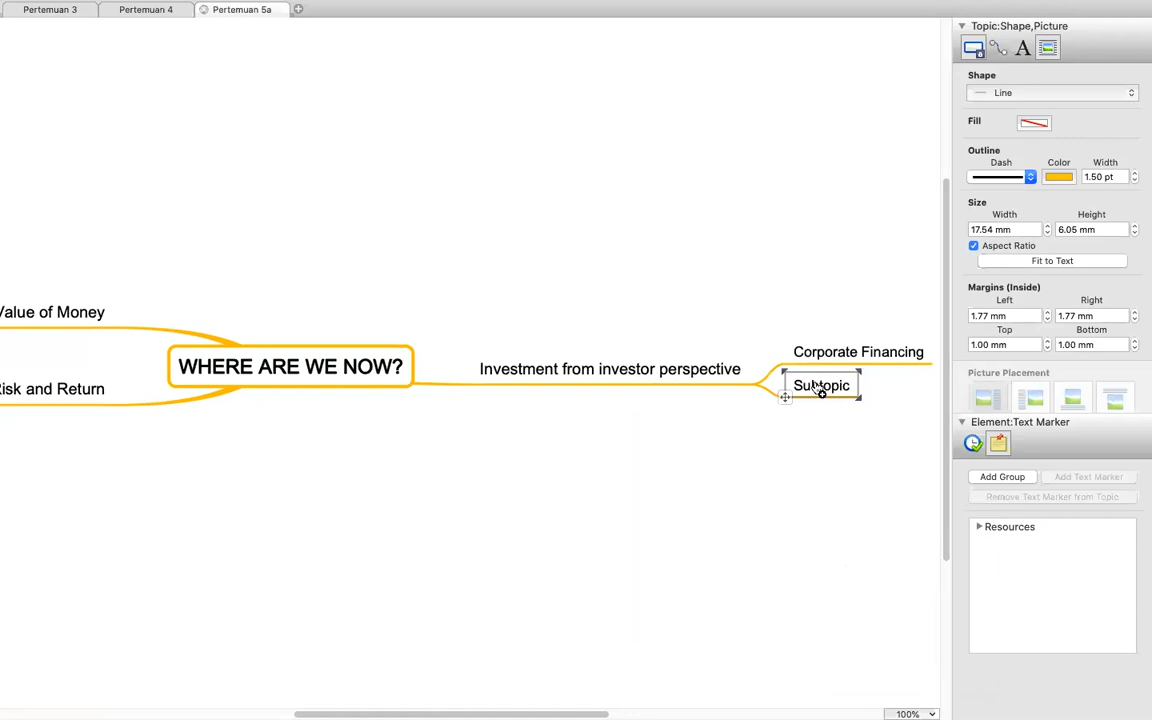 Pertemuan 3
Pertemuan 4
Pertemuan 5a
Value of Money
Risk and Return
WHERE ARE WE NOW?
Investment from investor perspective
Corporate Financing
Subtopic
100%
Topic:Shape,Picture
A
Shape
Line
Fill
Outline
Dash Color Width
1.50 pt
Size
Width Height
17.54 mm 6.05 mm
Aspect Ratio
Fit to Text
Margins (Inside)
Left Right
1.77 mm 1.77 mm
Top Bottom
1.00 mm 1.00 mm
Picture Placement
Element:Text Marker
Add Group Add Text Marker
Remove Text Marker from Topic
Resources